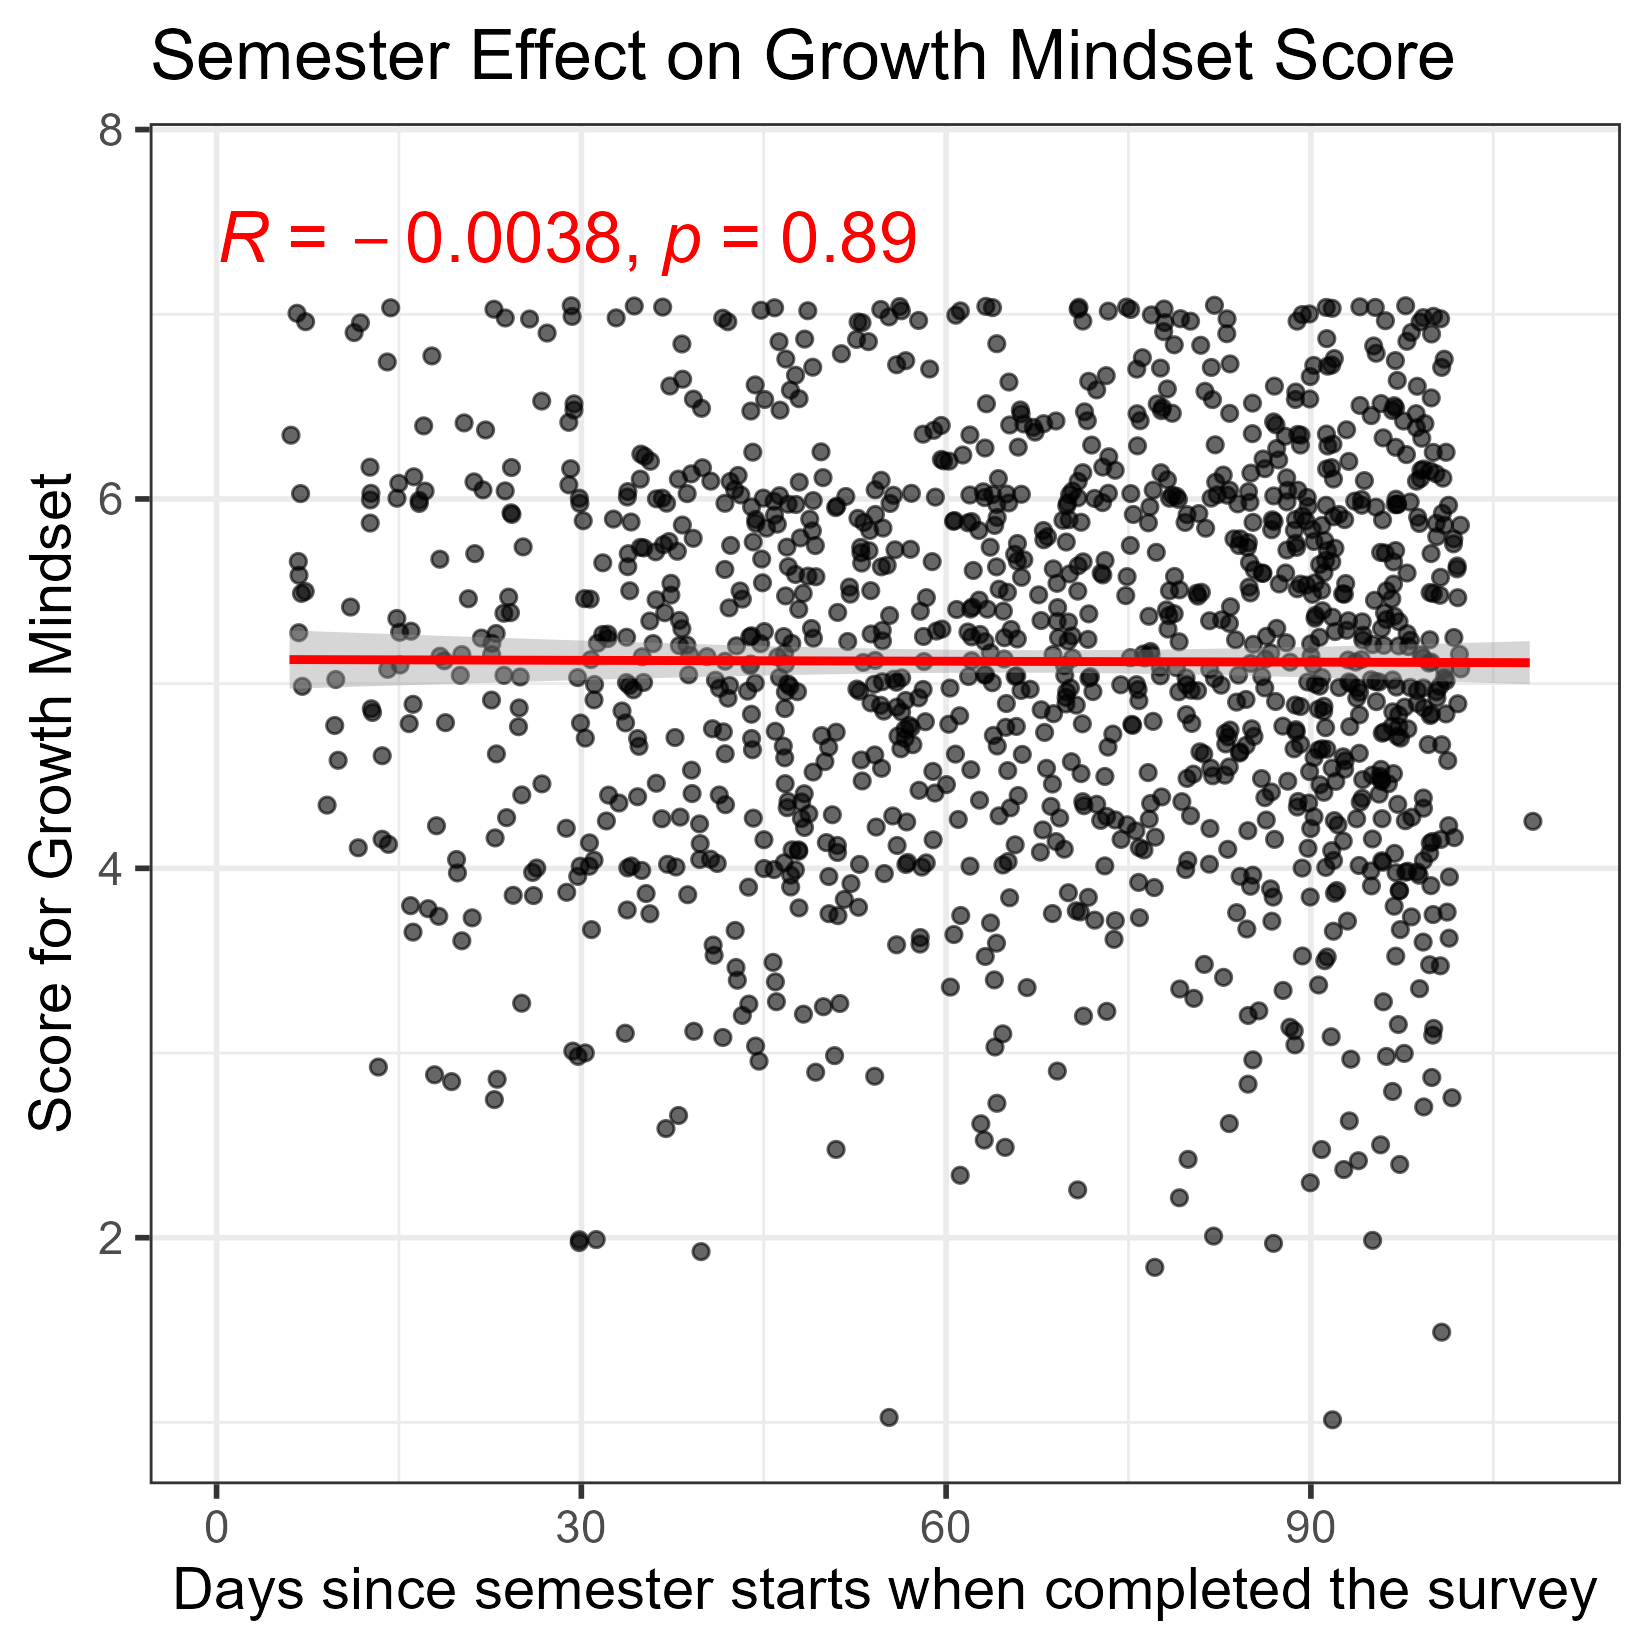 Semester Effect on Growth Mindset Score
8
R = − 0.0038, p = 0.89
6
4
2
Score for Growth Mindset
0 30 60 90
Days since semester starts when completed the survey